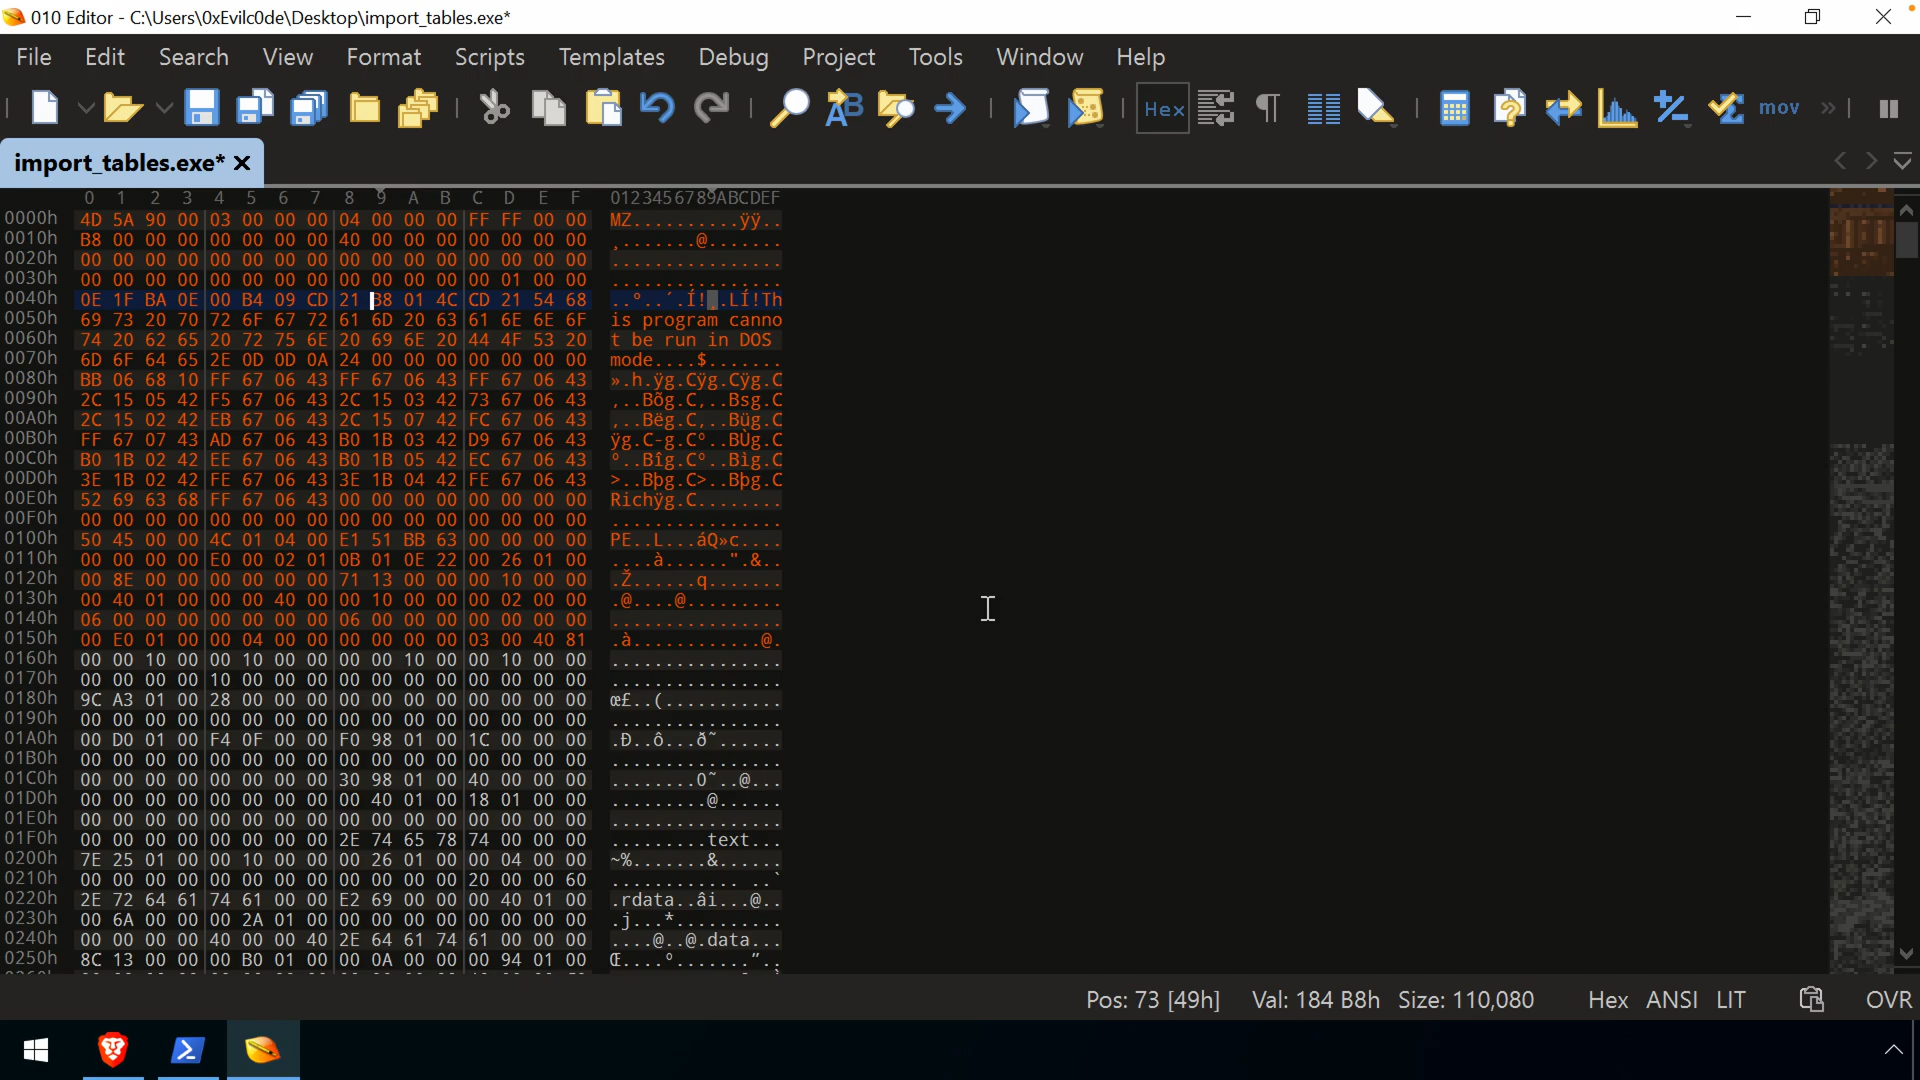 010 Editor - C:\Users\0xEvilc0de\Desktop\import_tables.exe*
File Edit Search View Format Scripts Templates Debug Project Tools Window Help
Hex mov »
import_tables.exe*
0 1 2 3 4 5 6 7 8 9 A B C D E F 0123456789ABCDEF
0000h 4D 5A 90 00 03 00 00 00 04 00 00 00 FF FF 00 00 MZ..........ÿÿ..
0010h B8 00 00 00 00 00 00 00 40 00 00 00 00 00 00 00 ¸.......@.......
0020h 00 00 00 00 00 00 00 00 00 00 00 00 00 00 00 00 ................
0030h 00 00 00 00 00 00 00 00 00 00 00 00 00 01 00 00 ................
0040h 0E 1F BA 0E 00 B4 09 CD 21 B8 01 4C CD 21 54 68 ..º..´.Í!¸.LÍ!Th
0050h 69 73 20 70 72 6F 67 72 61 6D 20 63 61 6E 6E 6F is program canno
0060h 74 20 62 65 20 72 75 6E 20 69 6E 20 44 4F 53 20 t be run in DOS
0070h 6D 6F 64 65 2E 0D 0D 0A 24 00 00 00 00 00 00 00 mode....$.......
0080h BB 06 68 10 FF 67 06 43 FF 67 06 43 FF 67 06 43 ».h.ÿg.Cÿg.Cÿg.C
0090h 2C 15 05 42 F5 67 06 43 2C 15 03 42 73 67 06 43 ,..Bõg.C,..Bsg.C
00A0h 2C 15 02 42 EB 67 06 43 2C 15 07 42 FC 67 06 43 ,..Bëg.C,..Büg.C
00B0h FF 67 07 43 AD 67 06 43 B0 1B 03 42 D9 67 06 43 ÿg.C-g.C°..BÙg.C
00C0h B0 1B 02 42 EE 67 06 43 B0 1B 05 42 EC 67 06 43 °..Bîg.C°..Bìg.C
00D0h 3E 1B 02 42 FE 67 06 43 3E 1B 04 42 FE 67 06 43 >..Bþg.C>..Bþg.C
00E0h 52 69 63 68 FF 67 06 43 00 00 00 00 00 00 00 00 Richÿg.C........
00F0h 00 00 00 00 00 00 00 00 00 00 00 00 00 00 00 00 ................
0100h 50 45 00 00 4C 01 04 00 E1 51 BB 63 00 00 00 00 PE..L...áQ»c....
0110h 00 00 00 00 E0 00 02 01 0B 01 0E 22 00 26 01 00 ....à......".&..
0120h 00 8E 00 00 00 00 00 00 71 13 00 00 00 10 00 00 .Ž......q.......
0130h 00 40 01 00 00 00 40 00 00 10 00 00 00 02 00 00 .@....@.........
0140h 06 00 00 00 00 00 00 00 06 00 00 00 00 00 00 00 ................
0150h 00 E0 01 00 00 04 00 00 00 00 00 00 03 00 40 81 .à............@.
0160h 00 00 10 00 00 10 00 00 00 00 10 00 00 10 00 00 ................
0170h 00 00 00 00 10 00 00 00 00 00 00 00 00 00 00 00 ................
0180h 9C A3 01 00 28 00 00 00 00 00 00 00 00 00 00 00 œ£..(...........
0190h 00 00 00 00 00 00 00 00 00 00 00 00 00 00 00 00 ................
01A0h 00 D0 01 00 F4 0F 00 00 F0 98 01 00 1C 00 00 00 .Ð..ô...ð˜......
01B0h 00 00 00 00 00 00 00 00 00 00 00 00 00 00 00 00 ................
01C0h 00 00 00 00 00 00 00 00 30 98 01 00 40 00 00 00 ........0˜..@...
01D0h 00 00 00 00 00 00 00 00 00 40 01 00 18 01 00 00 .........@......
01E0h 00 00 00 00 00 00 00 00 00 00 00 00 00 00 00 00 ................
01F0h 00 00 00 00 00 00 00 00 2E 74 65 78 74 00 00 00 .........text...
0200h 7E 25 01 00 00 10 00 00 00 26 01 00 00 04 00 00 ~%.......&......
0210h 00 00 00 00 00 00 00 00 00 00 00 00 20 00 00 60 ............ ..`
0220h 2E 72 64 61 74 61 00 00 E2 69 00 00 00 40 01 00 .rdata..âi...@..
0230h 00 6A 00 00 00 2A 01 00 00 00 00 00 00 00 00 00 .j...*..........
0240h 00 00 00 00 40 00 00 40 2E 64 61 74 61 00 00 00 ....@..@.data...
0250h 8C 13 00 00 00 B0 01 00 00 0A 00 00 00 94 01 00 Œ....°.......”..
Pos: 73 [49h] Val: 184 B8h Size: 110,080 Hex ANSI LIT OVR